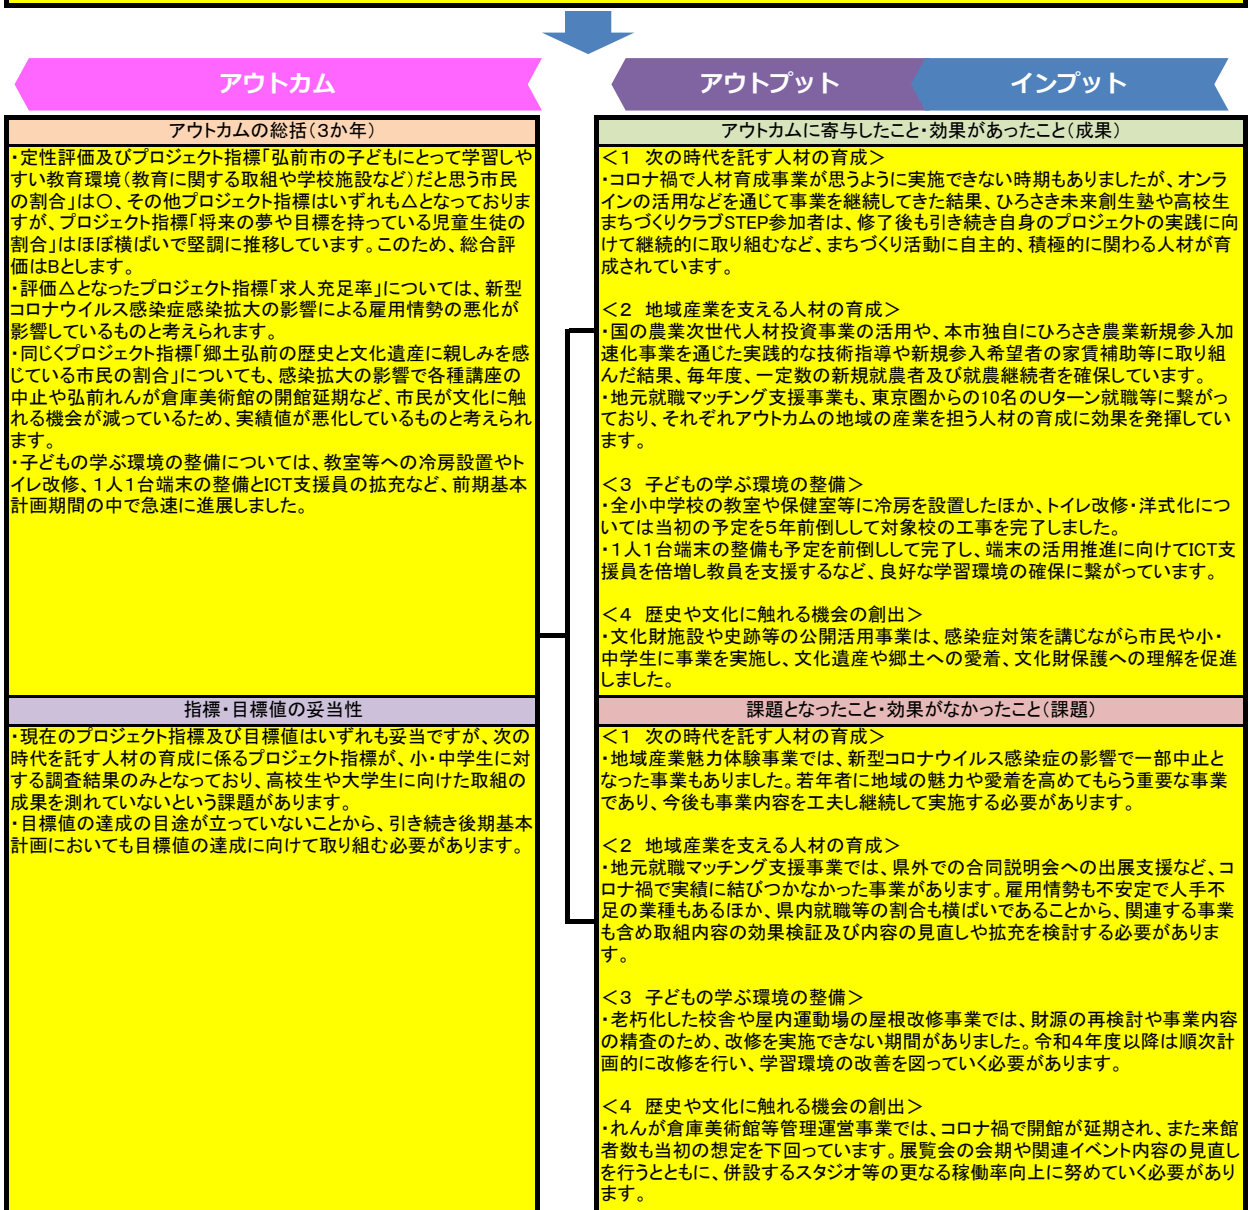 アウトカム
アウトプット
インプット
アウトカムの総括（３か年）
・定性評価及びプロジェクト指標「弘前市の子どもにとって学習しや
すい教育環境（教育に関する取組や学校施設など）だと思う市民
の割合」は○、その他プロジェクト指標はいずれも△となっておりま
すが、プロジェクト指標「将来の夢や目標を持っている児童生徒の
割合」はほぼ横ばいで堅調に推移しています。このため、総合評
価はBとします。
・評価△となったプロジェクト指標「求人充足率」については、新型
コロナウイルス感染症感染拡大の影響による雇用情勢の悪化が
影響しているものと考えられます。
・同じくプロジェクト指標「郷土弘前の歴史と文化遺産に親しみを感
じている市民の割合」についても、感染拡大の影響で各種講座の
中止や弘前れんが倉庫美術館の開館延期など、市民が文化に触
れる機会が減っているため、実績値が悪化しているものと考えられ
ます。
・子どもの学ぶ環境の整備については、教室等への冷房設置やト
イレ改修、１人１台端末の整備とICT支援員の拡充など、前期基本
計画期間の中で急速に進展しました。
指標・目標値の妥当性
・現在のプロジェクト指標及び目標値はいずれも妥当ですが、次の
時代を託す人材の育成に係るプロジェクト指標が、小・中学生に対
する調査結果のみとなっており、高校生や大学生に向けた取組の
成果を測れていないという課題があります。
・目標値の達成の目途が立っていないことから、引き続き後期基本
計画においても目標値の達成に向けて取り組む必要があります。
アウトカムに寄与したこと・効果があったこと（成果）
＜１　次の時代を託す人材の育成＞
・コロナ禍で人材育成事業が思うように実施できない時期もありましたが、オンラ
インの活用などを通じて事業を継続してきた結果、ひろさき未来創生塾や高校生
まちづくりクラブSTEP参加者は、修了後も引き続き自身のプロジェクトの実践に向
けて継続的に取り組むなど、まちづくり活動に自主的、積極的に関わる人材が育
成されています。
＜２　地域産業を支える人材の育成＞
・国の農業次世代人材投資事業の活用や、本市独自にひろさき農業新規参入加
速化事業を通じた実践的な技術指導や新規参入希望者の家賃補助等に取り組
んだ結果、毎年度、一定数の新規就農者及び就農継続者を確保しています。
・地元就職マッチング支援事業も、東京圏からの10名のUターン就職等に繋がっ
ており、それぞれアウトカムの地域の産業を担う人材の育成に効果を発揮してい
ます。
＜３　子どもの学ぶ環境の整備＞
・全小中学校の教室や保健室等に冷房を設置したほか、トイレ改修・洋式化につ
いては当初の予定を5年前倒しして対象校の工事を完了しました。
・１人１台端末の整備も予定を前倒しして完了し、端末の活用推進に向けてICT支
援員を倍増し教員を支援するなど、良好な学習環境の確保に繋がっています。
＜４　歴史や文化に触れる機会の創出＞
・文化財施設や史跡等の公開活用事業は、感染症対策を講じながら市民や小・
中学生に事業を実施し、文化遺産や郷土への愛着、文化財保護への理解を促進
しました。
課題となったこと・効果がなかったこと（課題）
＜１　次の時代を託す人材の育成＞
・地域産業魅力体験事業では、新型コロナウイルス感染症の影響で一部中止と
なった事業もありました。若年者に地域の魅力や愛着を高めてもらう重要な事業
であり、今後も事業内容を工夫し継続して実施する必要があります。
＜２　地域産業を支える人材の育成＞
・地元就職マッチング支援事業では、県外での合同説明会への出展支援など、コ
ロナ禍で実績に結びつかなかった事業があります。雇用情勢も不安定で人手不
足の業種もあるほか、県内就職等の割合も横ばいであることから、関連する事業
も含め取組内容の効果検証及び内容の見直しや拡充を検討する必要がありま
す。
＜３　子どもの学ぶ環境の整備＞
・老朽化した校舎や屋内運動場の屋根改修事業では、財源の再検討や事業内容
の精査のため、改修を実施できない期間がありました。令和4年度以降は順次計
画的に改修を行い、学習環境の改善を図っていく必要があります。
＜４　歴史や文化に触れる機会の創出＞
・れんが倉庫美術館等管理運営事業では、コロナ禍で開館が延期され、また来館
者数も当初の想定を下回っています。展覧会の会期や関連イベント内容の見直し
を行うとともに、併設するスタジオ等の更なる稼働率向上に努めていく必要があり
ます。